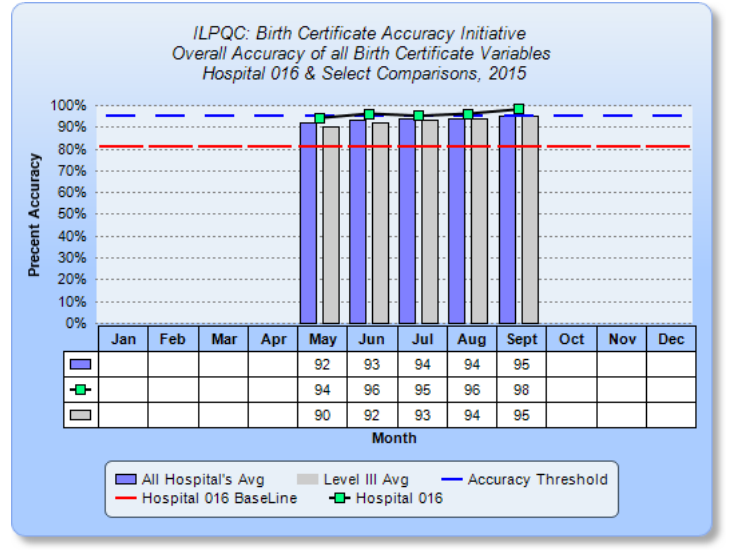 ILPQC: Birth Certificate Accuracy Initiative
Overall Accuracy of all Birth Certificate Variables
Hospital 016 & Select Comparisons, 2015
100%
90%
80%
70%
60%
50%
40%
30%
20%
10%
0%
Precent Accuracy
Jan Feb Mar Apr May Jun Jul Aug Sept Oct Nov Dec
92 93 94 94 95
94 96 95 96 98
90 92 93 94 95
Month
All Hospital's Avg Level III Avg Accuracy Threshold
Hospital 016 BaseLine Hospital 016